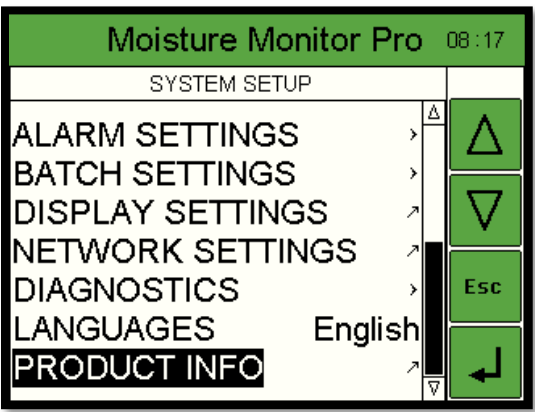 Moisture Monitor Pro 08:17
SYSTEM SETUP
ALARM SETTINGS
BATCH SETTINGS
DISPLAY SETTINGS
NETWORK SETTINGS
DIAGNOSTICS
LANGUAGES English
PRODUCT INFO
Esc